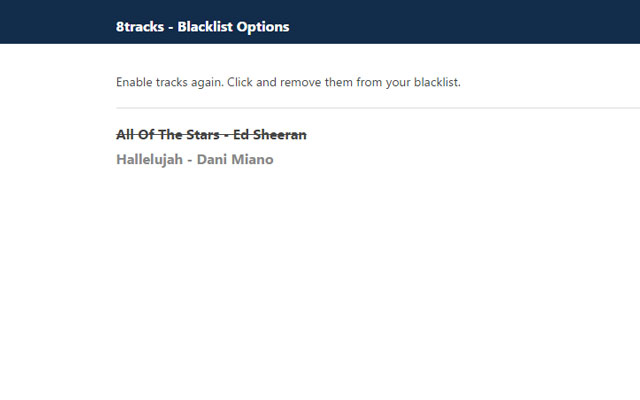 8tracks - Blacklist Options
Enable tracks again. Click and remove them from your blacklist.
All Of The Stars - Ed Sheeran
Hallelujah - Dani Miano